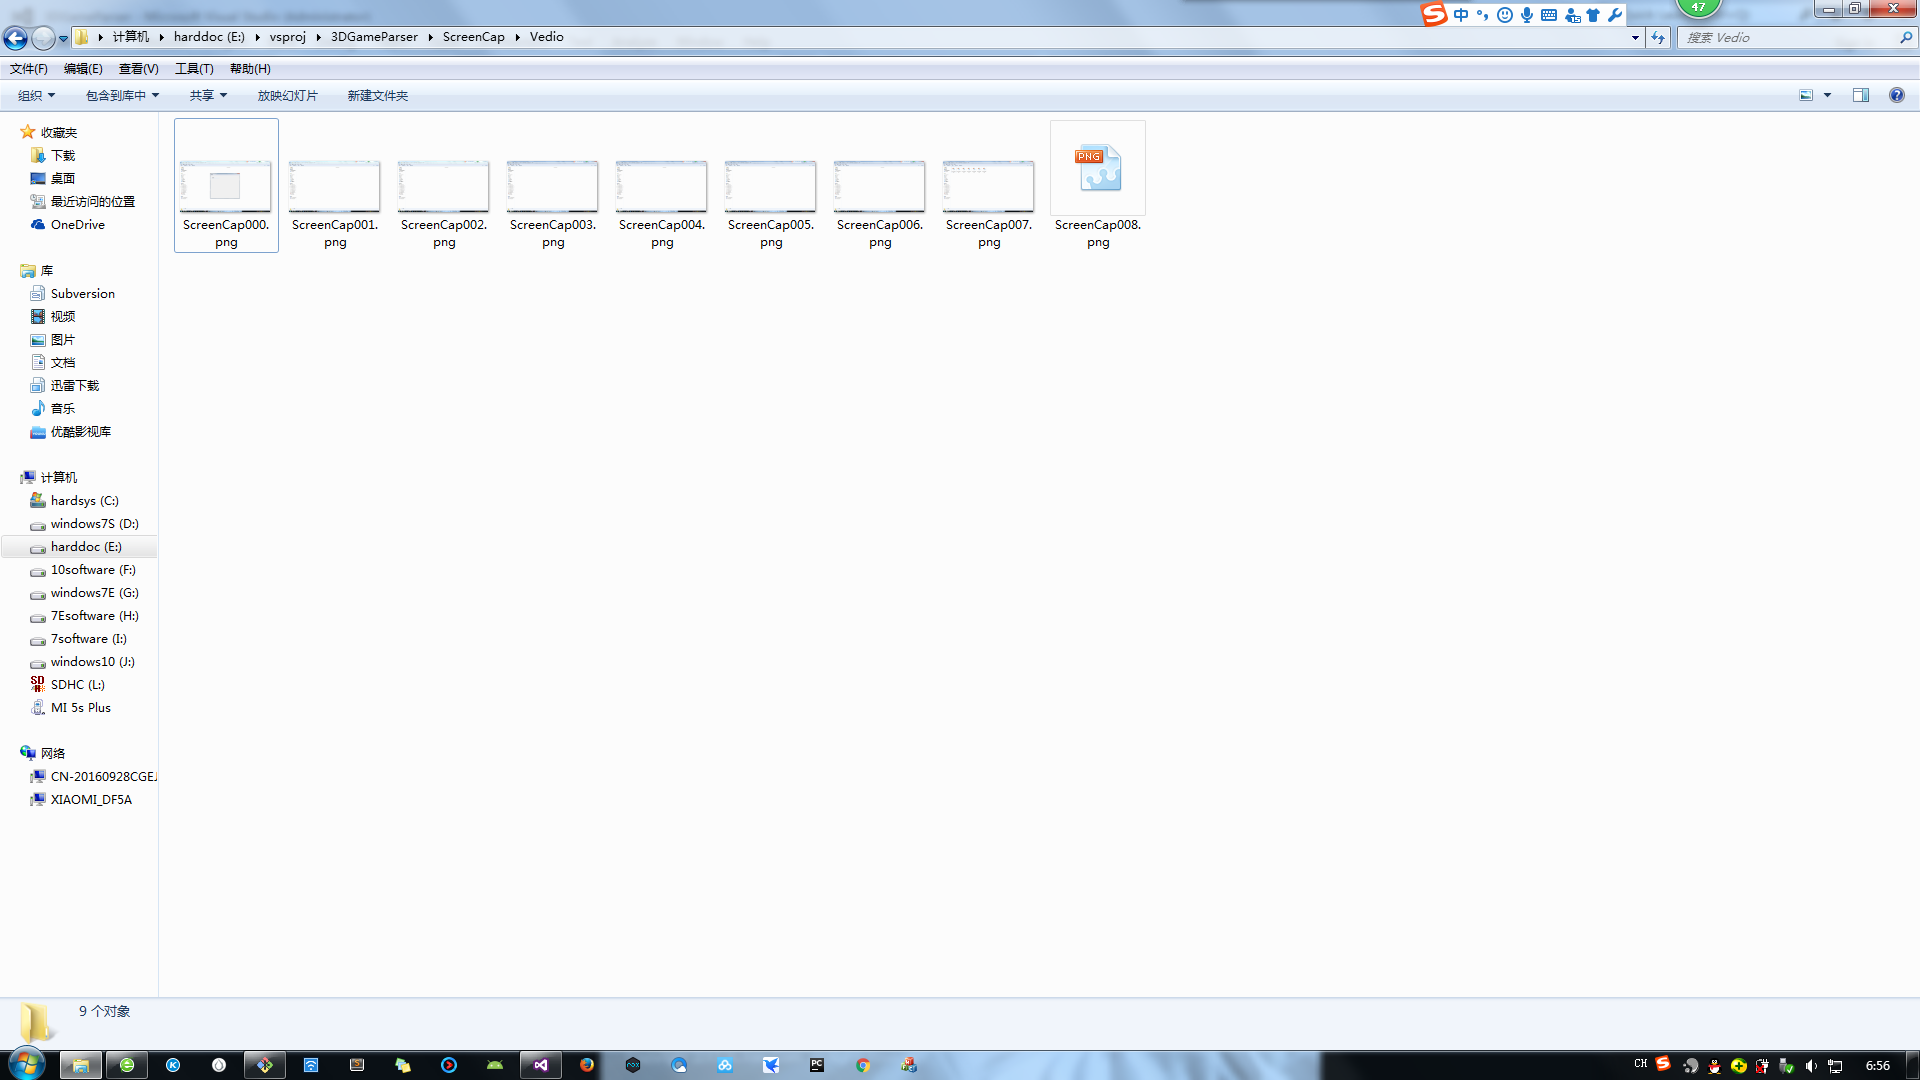 中
47
计算机 harddoc (E:) vsproj 3DGameParser ScreenCap Vedio
搜索 Vedio
文件(F) 编辑(E) 查看(V) 工具(T) 帮助(H)
组织 包含到库中 共享 放映幻灯片 新建文件夹
收藏夹
下载
桌面
最近访问的位置
OneDrive
库
Subversion
视频
图片
文档
迅雷下载
音乐
优酷影视库
计算机
hardsys (C:)
windows7S (D:)
harddoc (E:)
10software (F:)
windows7E (G:)
7Esoftware (H:)
7software (I:)
windows10 (J:)
SDHC (L:)
MI 5s Plus
网络
CN-20160928CGEJ
XIAOMI_DF5A
PNG
ScreenCap000.
png
ScreenCap001.
png
ScreenCap002.
png
ScreenCap003.
png
ScreenCap004.
png
ScreenCap005.
png
ScreenCap006.
png
ScreenCap007.
png
ScreenCap008.
png
9 个对象
CH
6:56